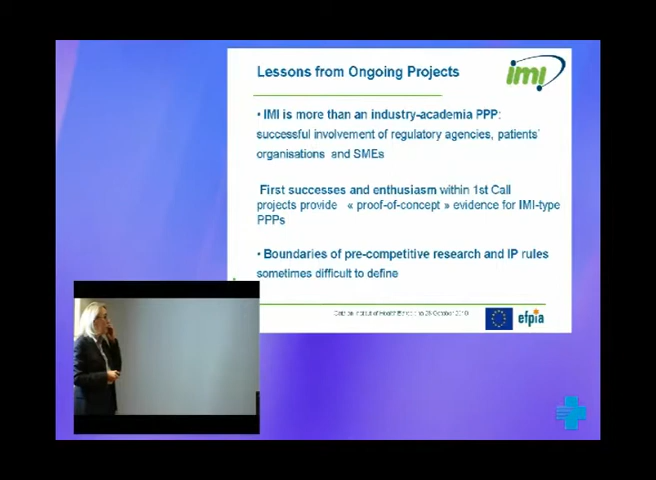 Lessons from Ongoing Projects
imi
• IMI is more than an industry-academia PPP:
successful involvement of regulatory agencies, patients'
organisations and SMEs
First successes and enthusiasm within 1st Call
projects provide « proof-of-concept » evidence for IMI-type
PPPs
• Boundaries of pre-competitive research and IP rules
sometimes difficult to define
October
efpia